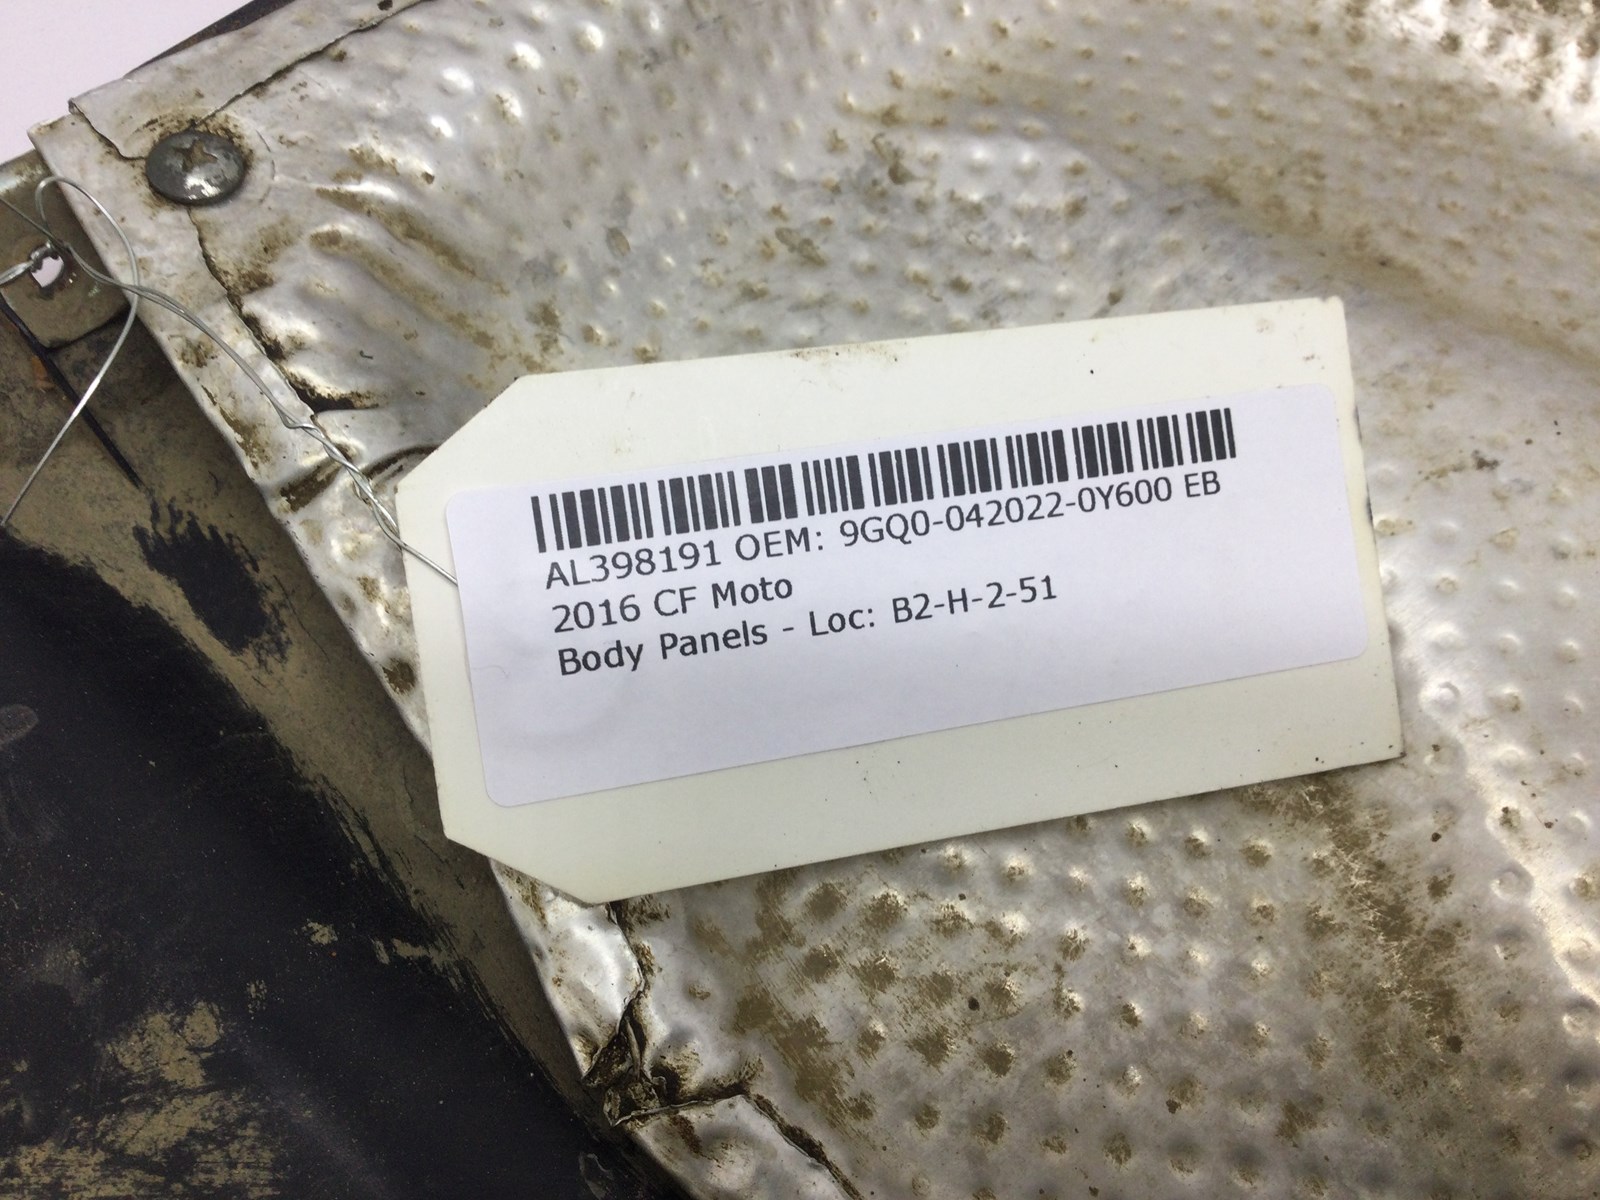 AL398191 OEM: 9GQ0-042022-0Y600 EB
2016 CF Moto
Body Panels - Loc: B2-H-2-51